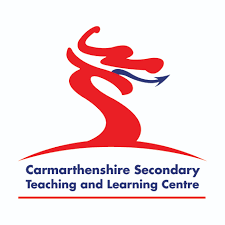 Carmarthenshire Secondary
Teaching and Learning Centre